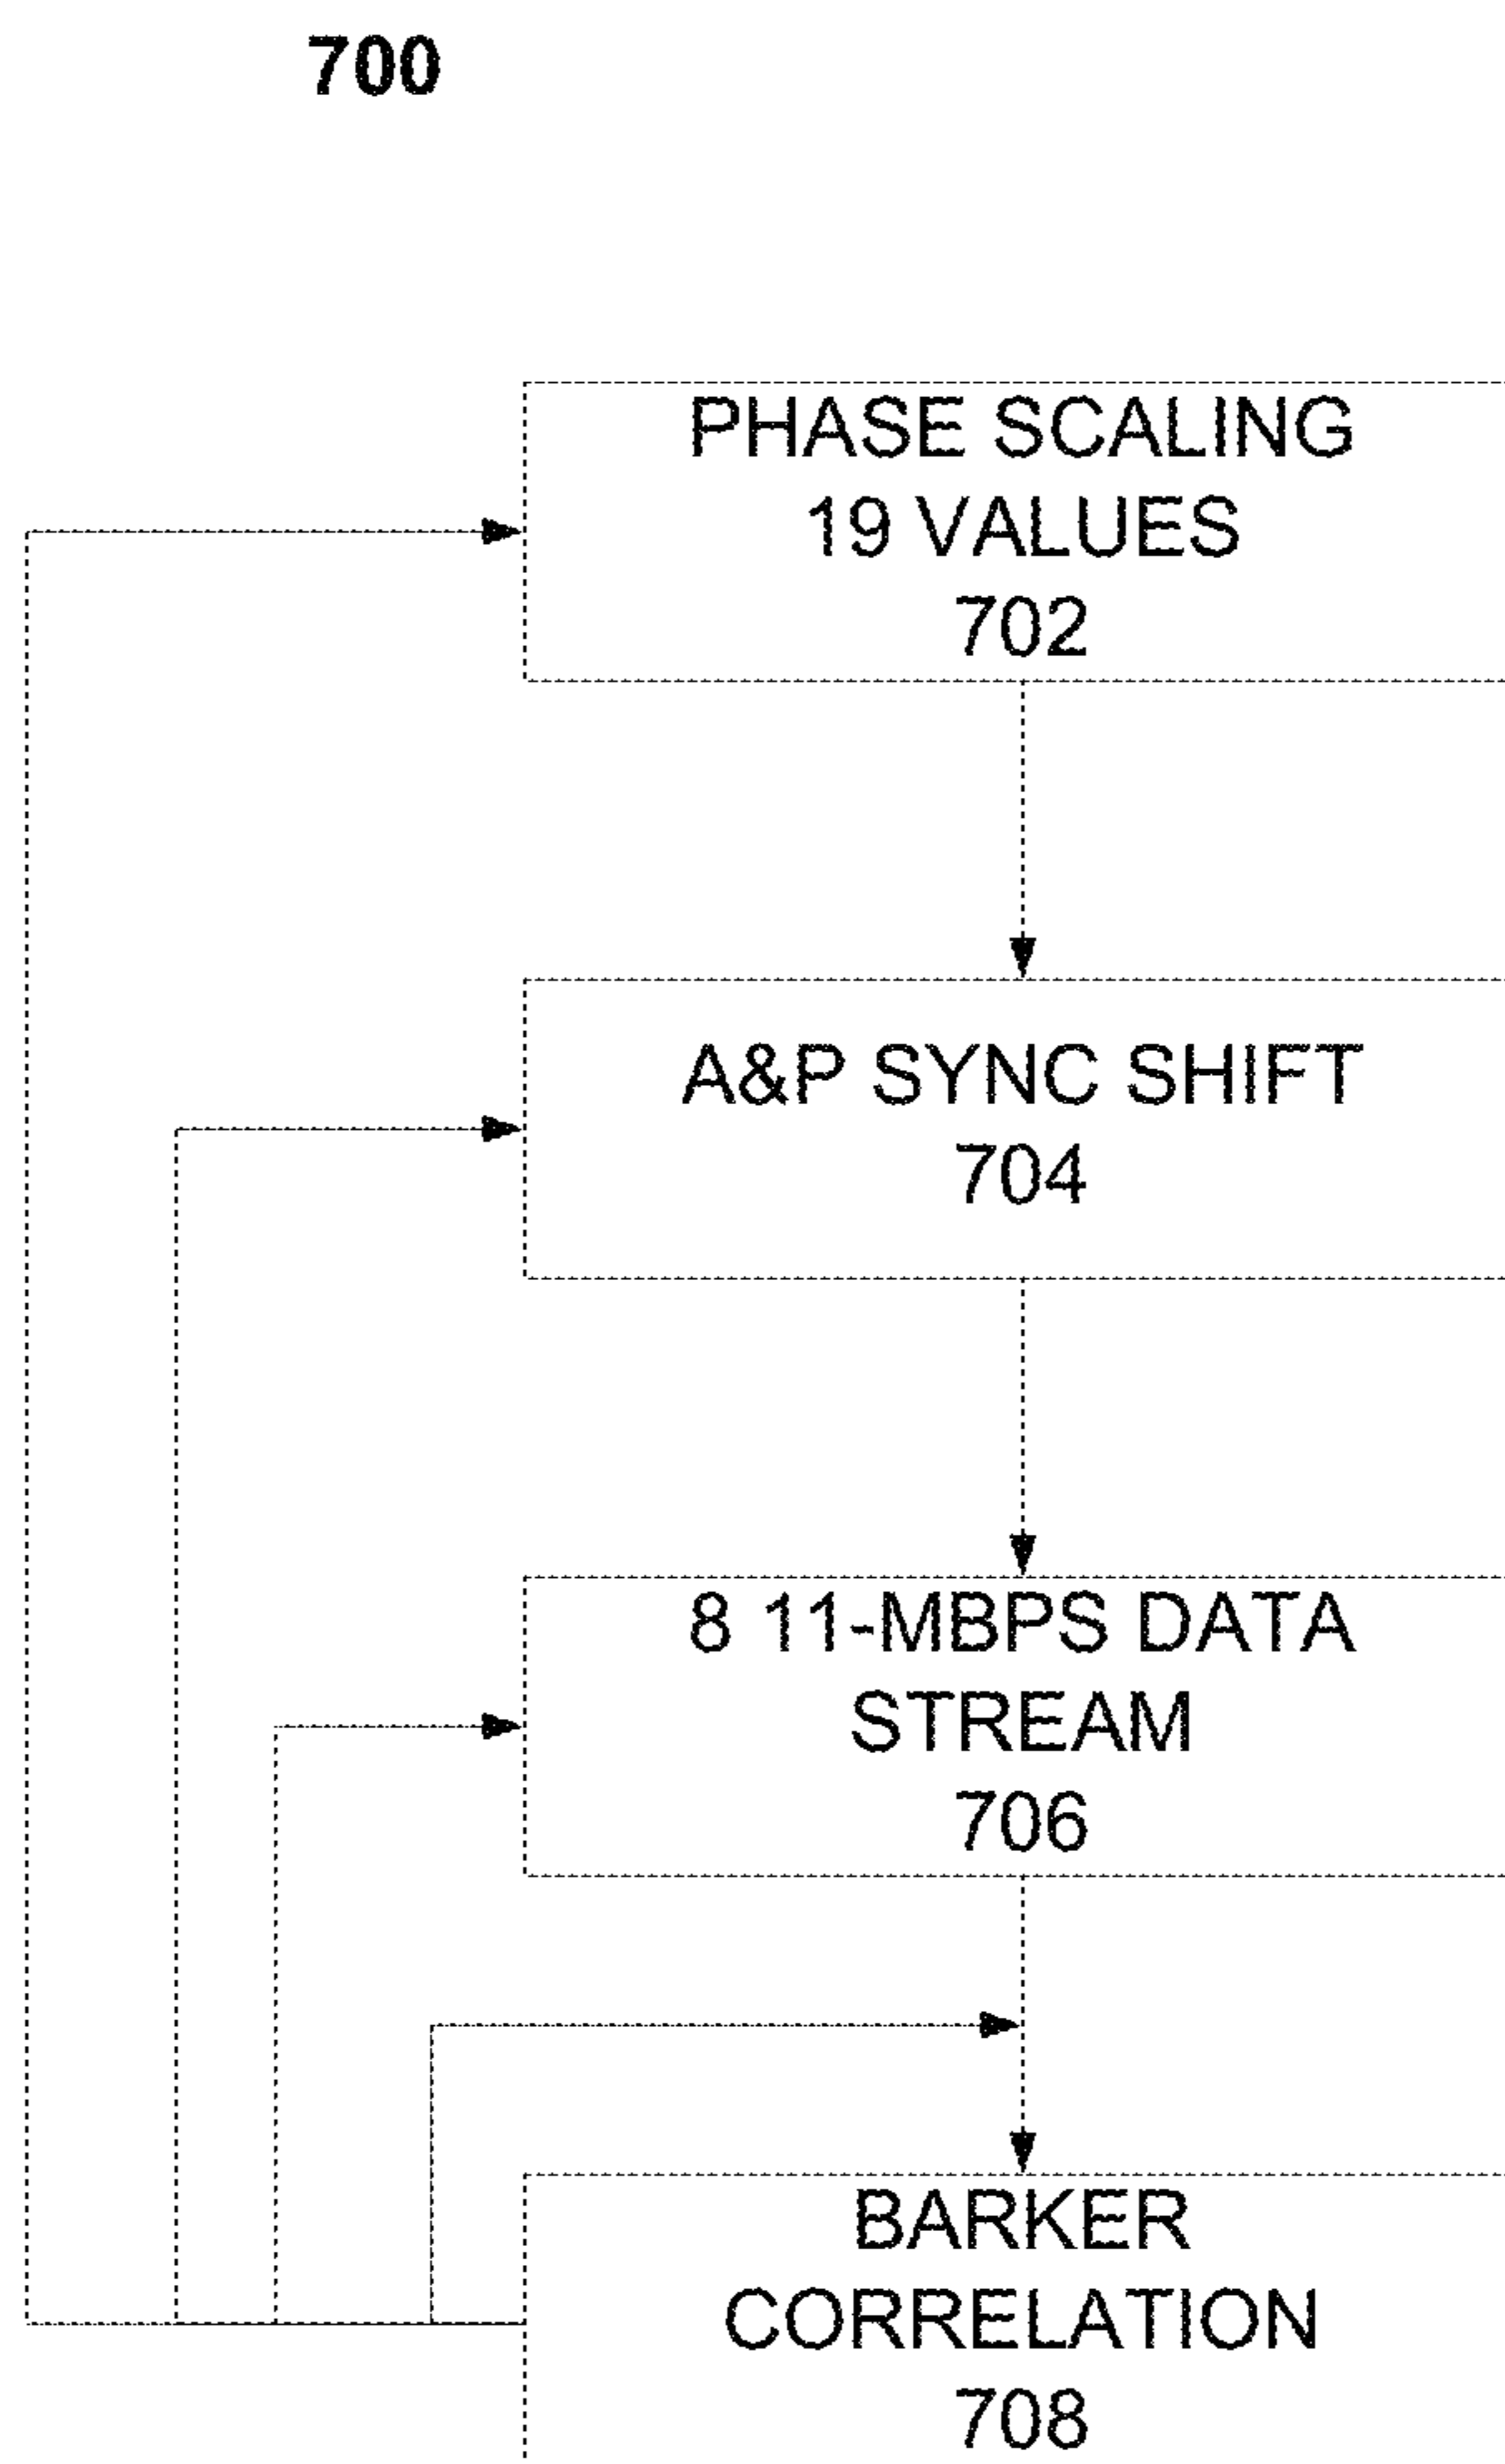 700
PHASE SCALING
19 VALUES
702
A&P SYNC SHIFT
704
8 11-MBPS DATA
STREAM
706
BARKER
CORRELATION
708